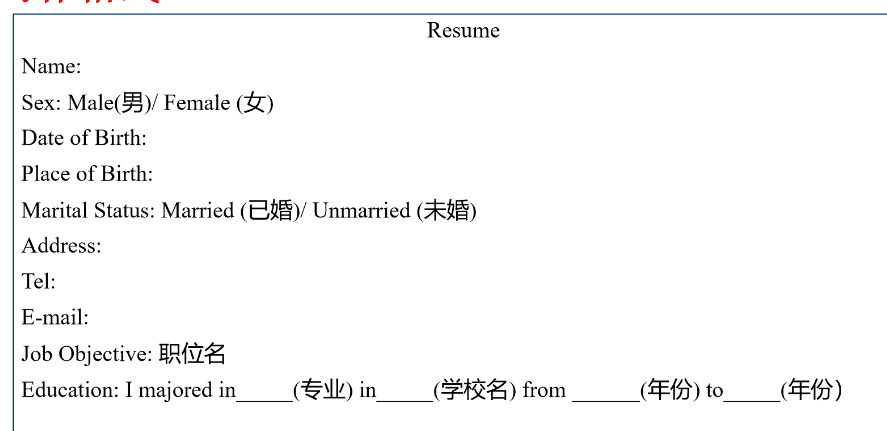 Resume
Name:
Sex: Male(男)/ Female (女)
Date of Birth:
Place of Birth:
Marital Status: Married (已婚)/ Unmarried (未婚)
Address:
Tel:
E-mail:
Job Objective: 职位名
Education: I majored in_____(专业) in_____(学校名) from ______(年份) to_____(年份）